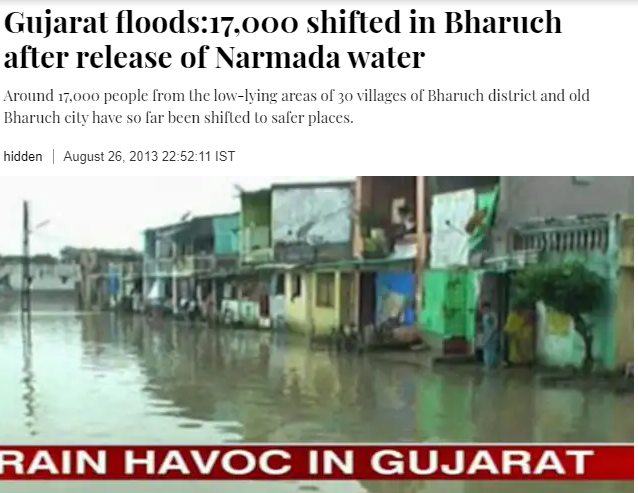 Gujarat floods:17,000 shifted in Bharuch
after release of Narmada water
Around 17,000 people from the low-lying areas of 30 villages of Bharuch district and old
Bharuch city have so far been shifted to safer places.
hidden | August 26, 2013 22:52:11 IST
RAIN HAVOC IN GUJARAT